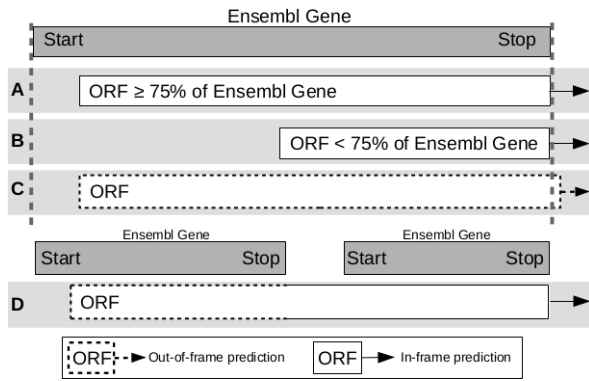 Ensembl Gene
Start Stop
A ORF ≥ 75% of Ensembl Gene
B ORF < 75% of Ensembl Gene
C ORF
Ensembl Gene Ensembl Gene
Start Stop Start Stop
D ORF
ORF Out-of-frame prediction ORF In-frame prediction